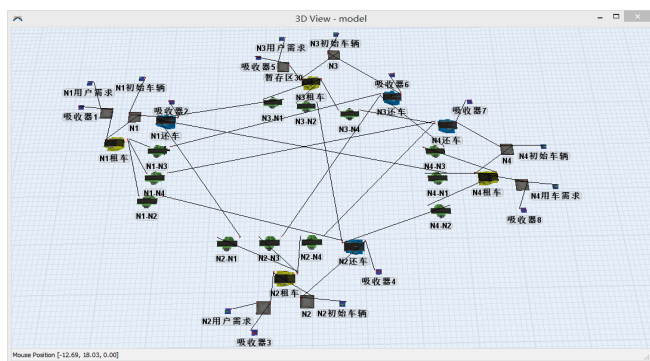 3D View - model
N3用户需求
N3初始车辆
吸收器5
N3
暂存区30
吸收器6
N3租车
N1用户需求
N1初始车辆
吸收器1
N1
吸收器2
N1还车
N3-N1
N3-N2
N3-N4
N3还车
吸收器7
N4还车
N1租车
N1-N3
N1-N4
N1-N2
N4-N3
N4
N4初始车辆
N4-N1
N4租车
N4用车需求
N4-N2
吸收器8
N2-N1
N2-N3
N2-N4
N2还车
吸收器4
N2租车
N2用户需求
N2
N2初始车辆
吸收器3
Mouse Position [-12.69, 18.03, 0.00]